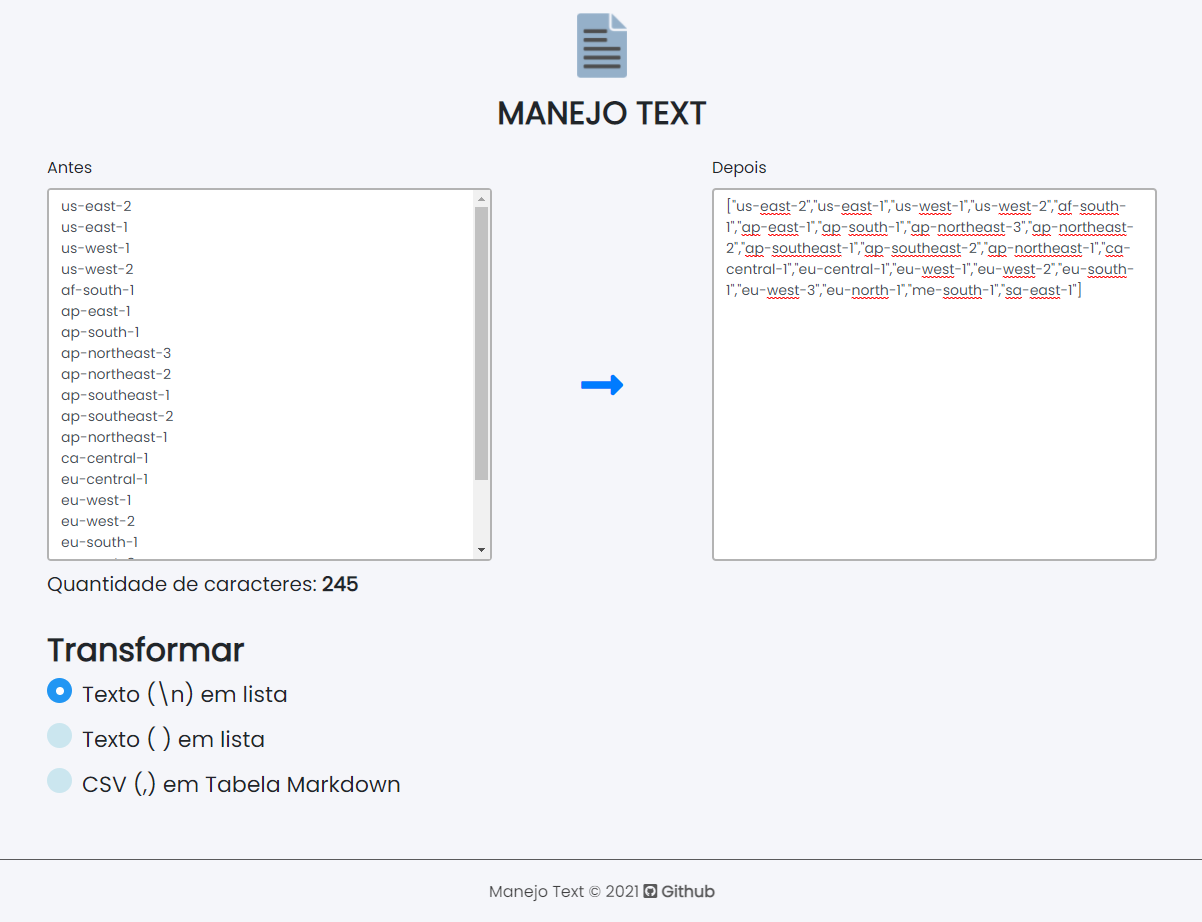 MANEJO TEXT
Antes
us-east-2
us-east-1
us-west-1
us-west-2
af-south-1
ap-east-1
ap-south-1
ap-northeast-3
ap-northeast-2
ap-southeast-1
ap-southeast-2
ap-northeast-1
ca-central-1
eu-central-1
eu-west-1
eu-west-2
eu-south-1
Depois
["us-east-2","us-east-1","us-west-1","us-west-2","af-south-
1","ap-east-1","ap-south-1","ap-northeast-3","ap-northeast-
2","ap-southeast-1","ap-southeast-2","ap-northeast-1","ca-
central-1","eu-central-1","eu-west-1","eu-west-2","eu-south-
1","eu-west-3","eu-north-1","me-south-1","sa-east-1"]
Quantidade de caracteres: 245
Transformar
Texto (\n) em lista
Texto ( ) em lista
CSV (,) em Tabela Markdown
Manejo Text © 2021 Github